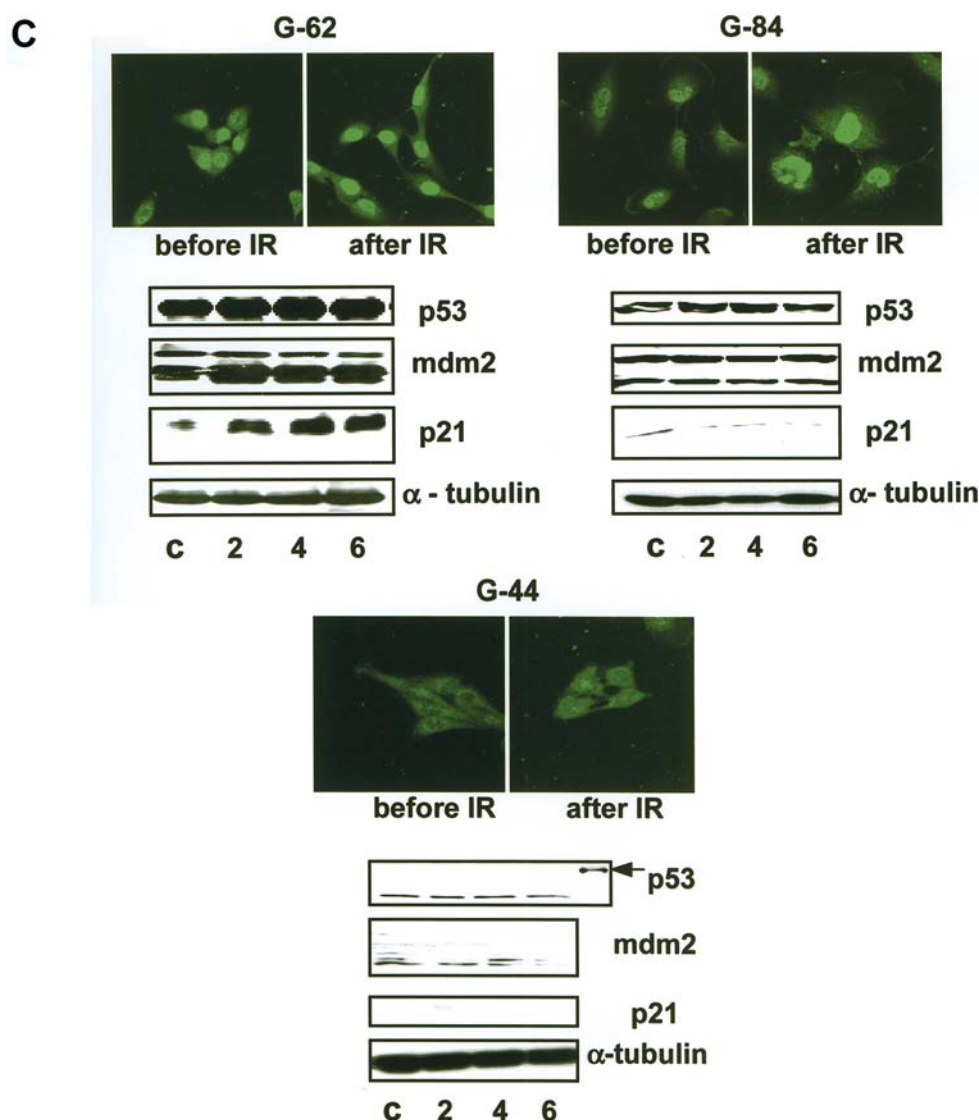 C
G-62
G-84
before IR after IR
before IR after IR
p53
mdm2
p21
α - tubulin
c 2 4 6
p53
mdm2
p21
α- tubulin
c 2 4 6
G-44
before IR after IR
p53
mdm2
p21
α-tubulin
c 2 4 6